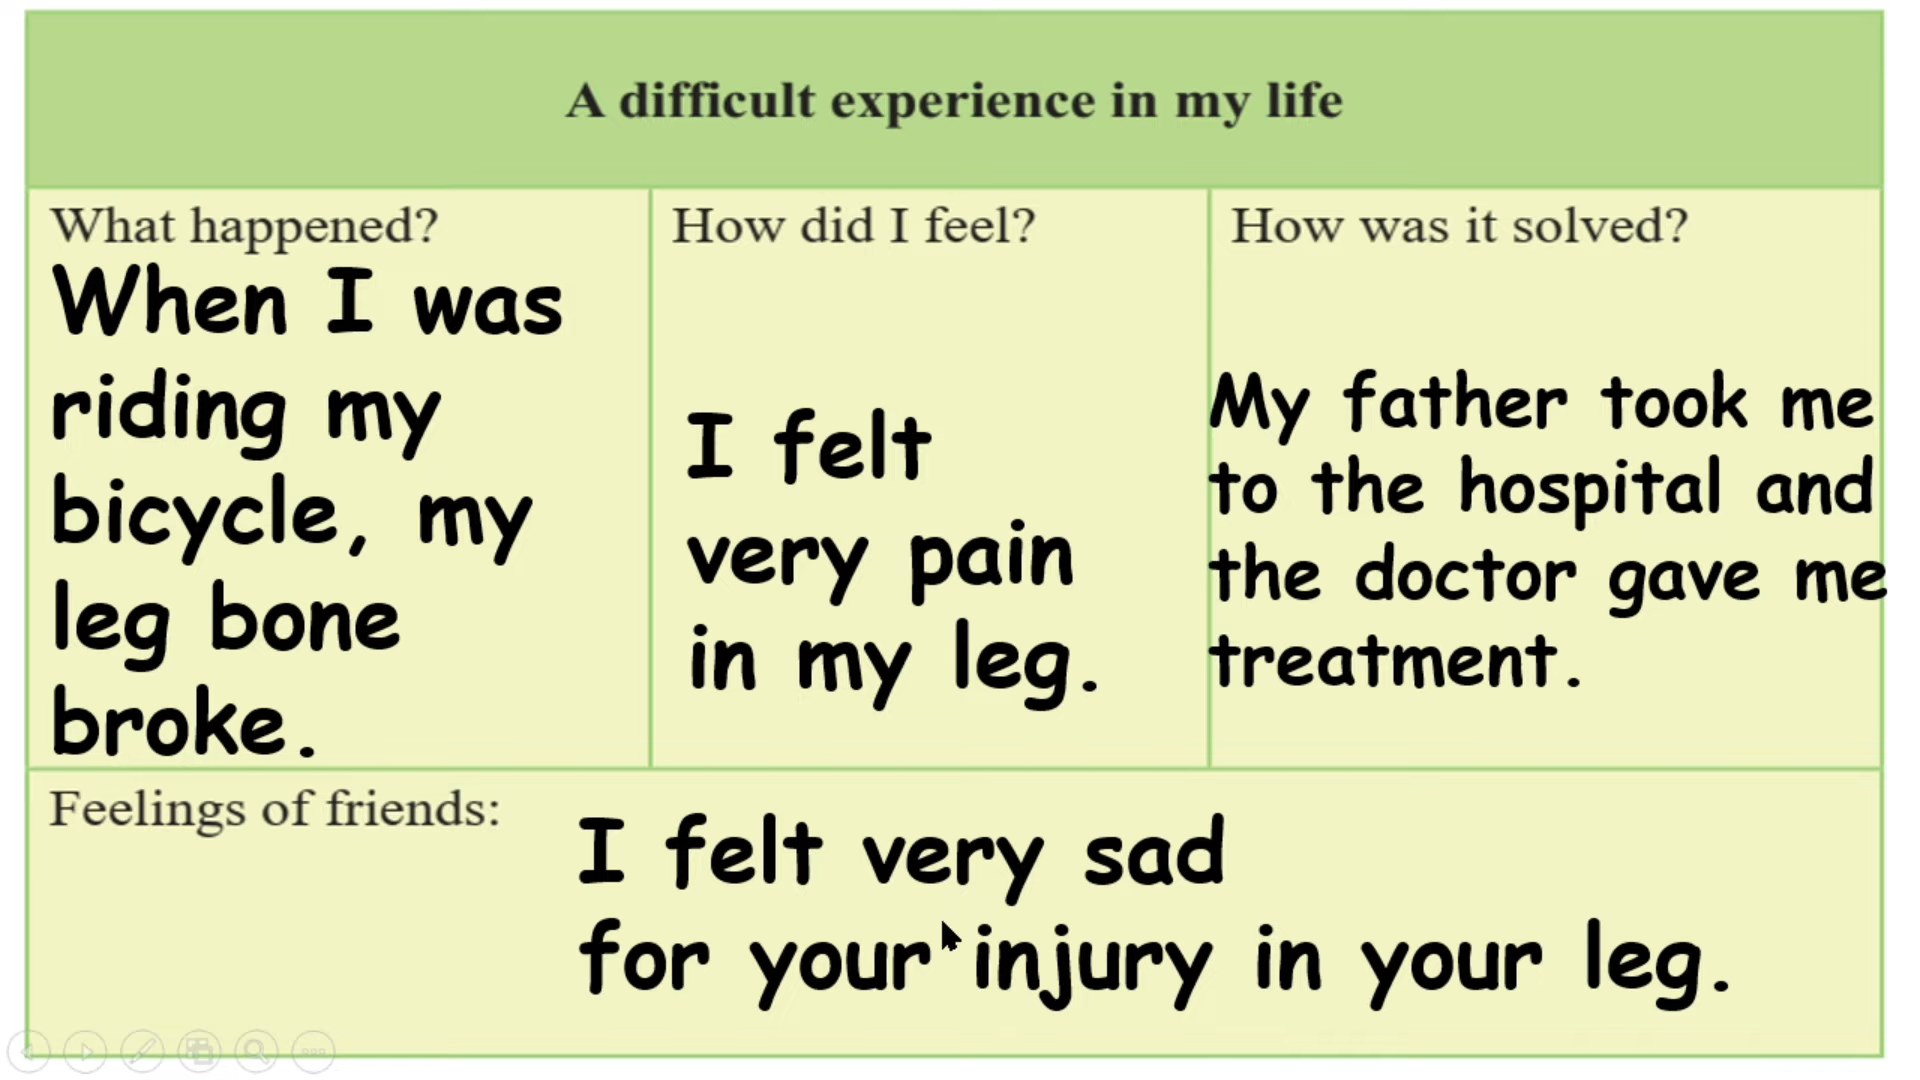 A difficult experience in my life
What happened?
When I was
riding my
bicycle, my
leg bone
broke.
How did I feel?
I felt
very pain
in my leg.
How was it solved?
My father took me
to the hospital and
the doctor gave me
treatment.
Feelings of friends:
I felt very sad
for your injury in your leg.